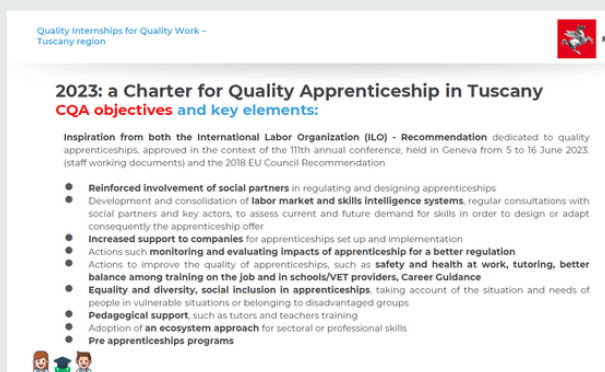 Quality Internships for Quality Work –
Tuscany region
2023: a Charter for Quality Apprenticeship in Tuscany
CQA objectives and key elements:
Inspiration from both the International Labor Organization (ILO) - Recommendation dedicated to quality
apprenticeships, approved in the context of the 111th annual conference, held in Geneva from 5 to 16 June 2023.
(staff working documents) and the 2018 EU Council Recommendation
● Reinforced involvement of social partners in regulating and designing apprenticeships
● Development and consolidation of labor market and skills intelligence systems, regular consultations with
social partners and key actors, to assess current and future demand for skills in order to design or adapt
consequently the apprenticeship offer
● Increased support to companies for apprenticeships set up and implementation
● Actions such monitoring and evaluating impacts of apprenticeship for a better regulation
● Actions to improve the quality of apprenticeships, such as safety and health at work, tutoring, better
balance among training on the job and in schools/VET providers, Career Guidance
● Equality and diversity, social inclusion in apprenticeships, taking account of the situation and needs of
people in vulnerable situations or belonging to disadvantaged groups
● Pedagogical support, such as tutors and teachers training
● Adoption of an ecosystem approach for sectoral or professional skills
● Pre apprenticeships programs